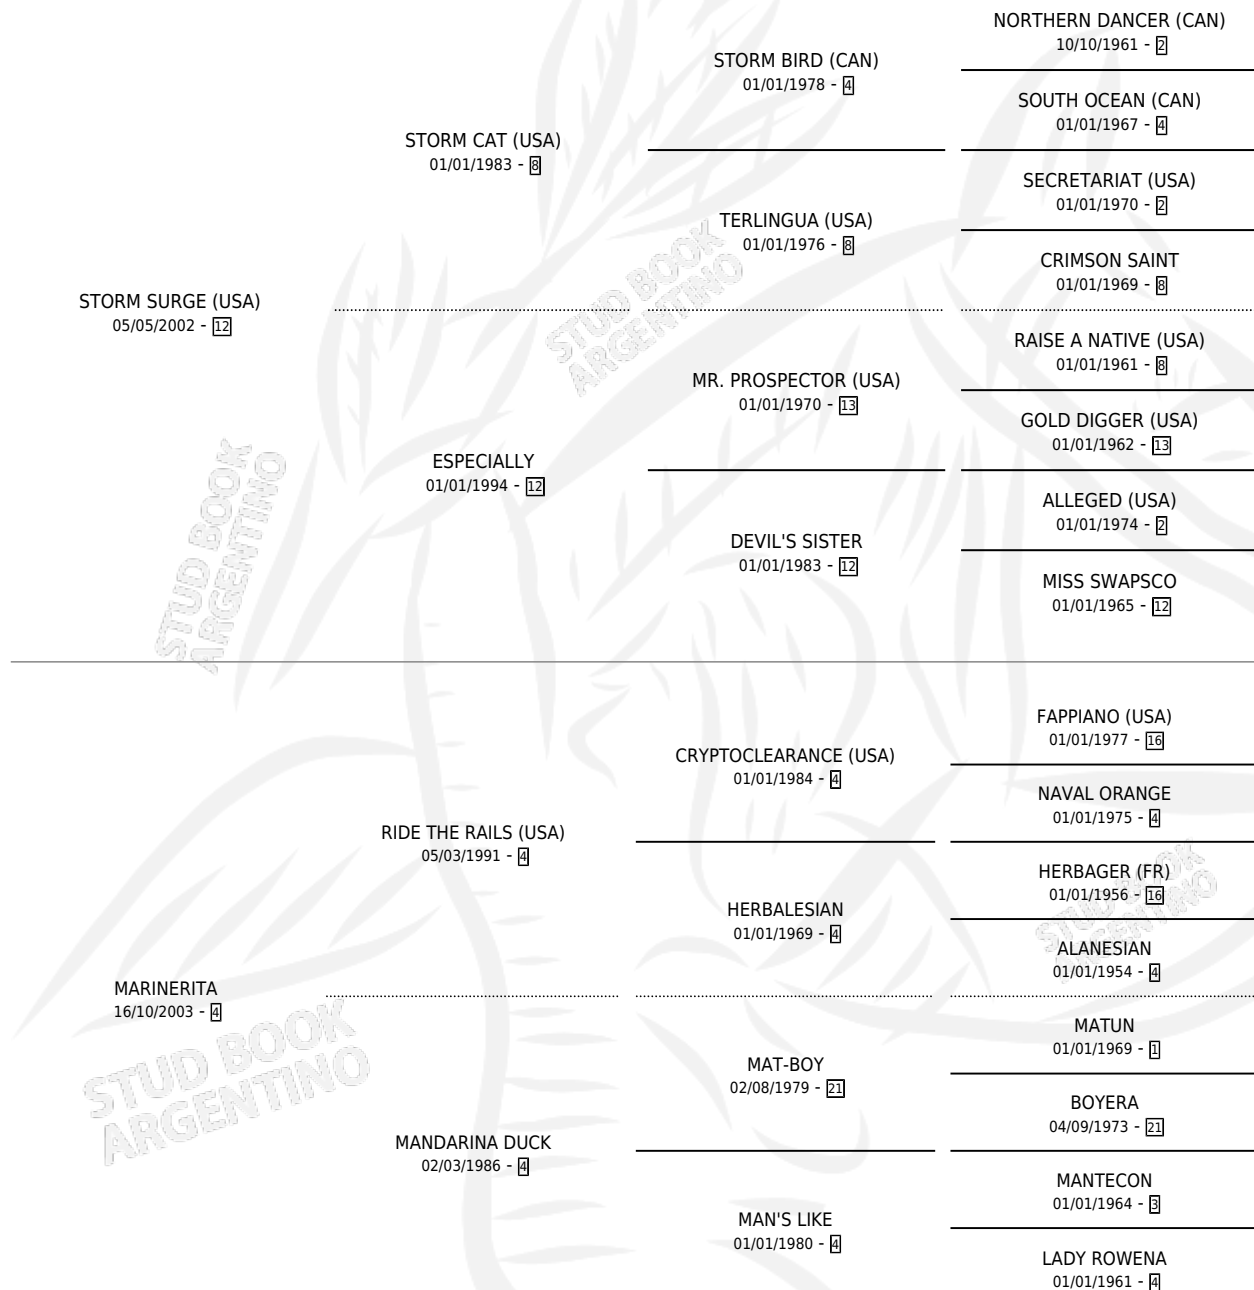 NORTHERN DANCER (CAN)
10/10/1961 - 2
STORM BIRD (CAN)
01/01/1978 - 4
SOUTH OCEAN (CAN)
01/01/1967 - 4
STORM CAT (USA)
01/01/1983 - 8
SECRETARIAT (USA)
01/01/1970 - 2
TERLINGUA (USA)
01/01/1976 - 8
CRIMSON SAINT
01/01/1969 - 8
STORM SURGE (USA)
05/05/2002 - 12
RAISE A NATIVE (USA)
01/01/1961 - 8
MR. PROSPECTOR (USA)
01/01/1970 - 13
GOLD DIGGER (USA)
01/01/1962 - 13
ESPECIALLY
01/01/1994 - 12
ALLEGED (USA)
01/01/1974 - 2
DEVIL'S SISTER
01/01/1983 - 12
MISS SWAPSCO
01/01/1965 - 12
FAPPIANO (USA)
01/01/1977 - 16
CRYPTOCLEARANCE (USA)
01/01/1984 - 4
NAVAL ORANGE
01/01/1975 - 4
RIDE THE RAILS (USA)
05/03/1991 - 4
HERBAGER (FR)
01/01/1956 - 16
HERBALESIAN
01/01/1969 - 4
ALANESIAN
01/01/1954 - 4
MARINERITA
16/10/2003 - 4
MATUN
01/01/1969 - 1
MAT-BOY
02/08/1979 - 21
BOYERA
04/09/1973 - 21
MANDARINA DUCK
02/03/1986 - 4
MANTECON
01/01/1964 - 3
MAN'S LIKE
01/01/1980 - 4
LADY ROWENA
01/01/1961 - 4
STUD BOOK
ARGENTINO
STUD BOOK
ARGENTINO
STUD BOOK
ARGENTINO
STUD BOOK
ARGENTINO